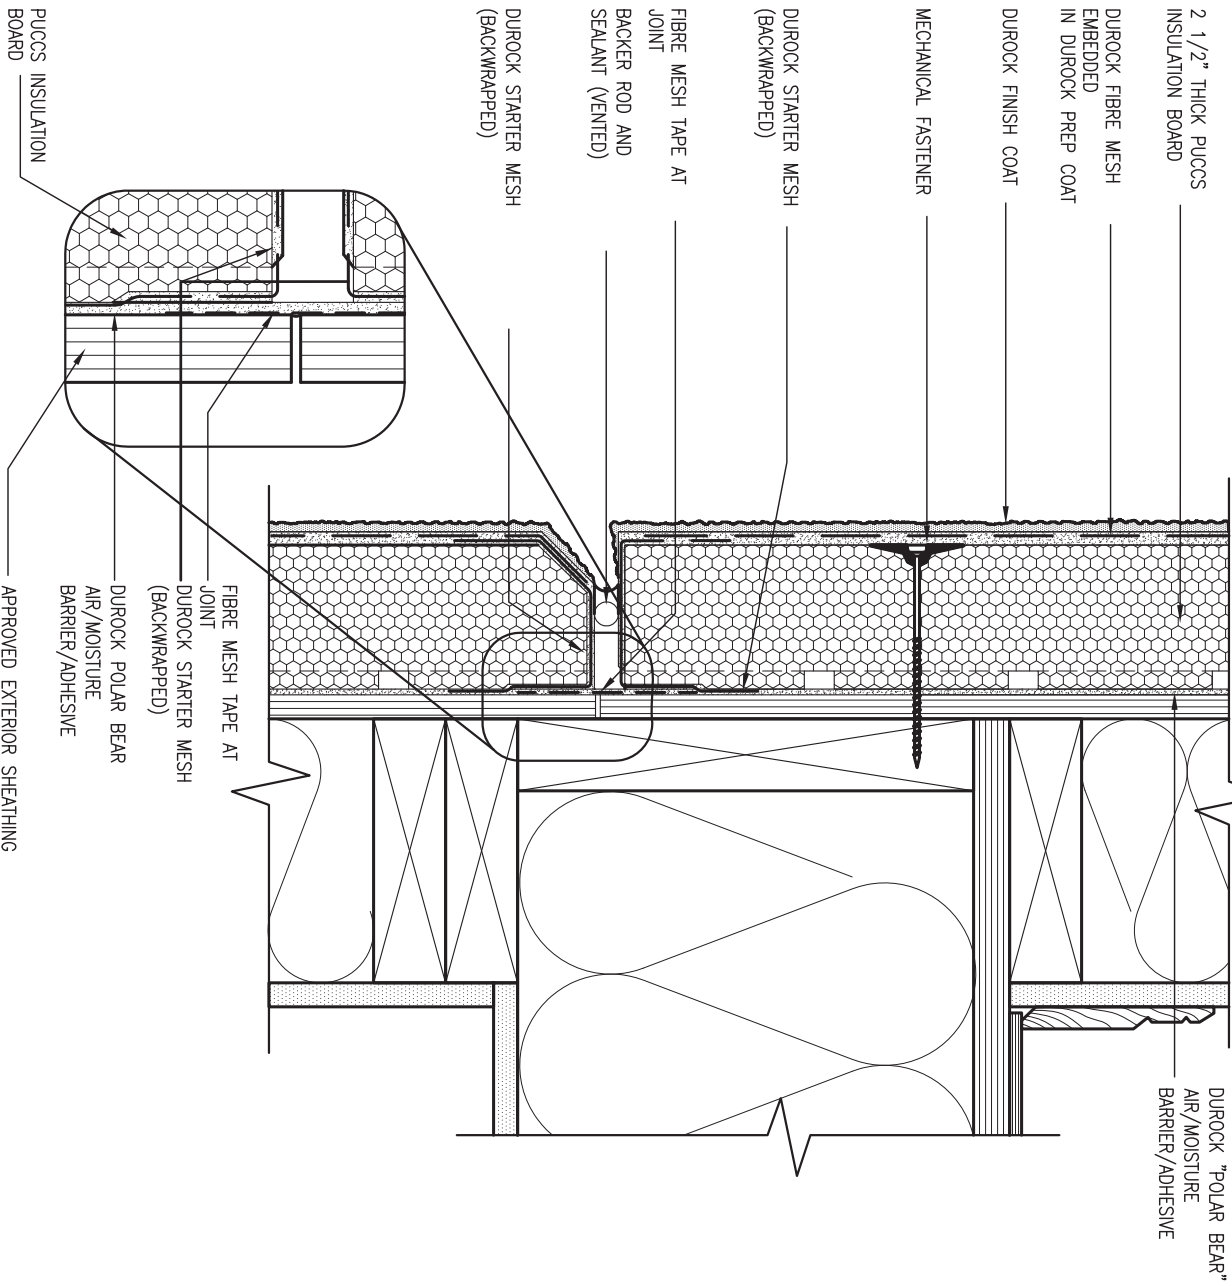 2 1/2" THICK PUCCS
INSULATION BOARD
DUROCK FIBRE MESH
EMBEDDED
IN DUROCK PREP COAT
DUROCK FINISH COAT
MECHANICAL FASTENER
DUROCK STARTER MESH
(BACKWRAPPED)
FIBRE MESH TAPE AT
JOINT
BACKER ROD AND
SEALANT (VENTED)
DUROCK STARTER MESH
(BACKWRAPPED)
PUCCS INSULATION
BOARD
DUROCK "POLAR BEAR"
AIR/MOISTURE
BARRIER/ADHESIVE
FIBRE MESH TAPE AT
JOINT
DUROCK STARTER MESH
(BACKWRAPPED)
DUROCK POLAR BEAR
AIR/MOISTURE
BARRIER/ADHESIVE
APPROVED EXTERIOR SHEATHING